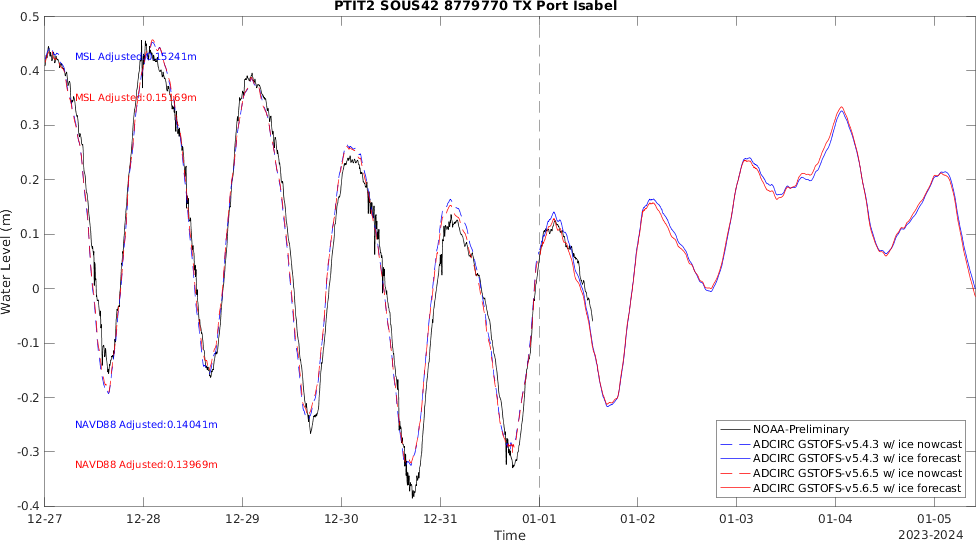 PTIT2 SOUS42 8779770 TX Port Isabel
0.5
0.4
0.3
0.2
0.1
0
-0.1
-0.2
-0.3
-0.4
Water Level (m)
MSL Adjusted:0.15241m
MSL Adjusted:0.15169m
NAVD88 Adjusted:0.14041m
NAVD88 Adjusted:0.13969m
NOAA-Preliminary
ADCIRC GSTOFS-v5.4.3 w/ ice nowcast
ADCIRC GSTOFS-v5.4.3 w/ ice forecast
ADCIRC GSTOFS-v5.6.5 w/ ice nowcast
ADCIRC GSTOFS-v5.6.5 w/ ice forecast
12-27 12-28 12-29 12-30 12-31 01-01 01-02 01-03 01-04 01-05
Time
2023-2024